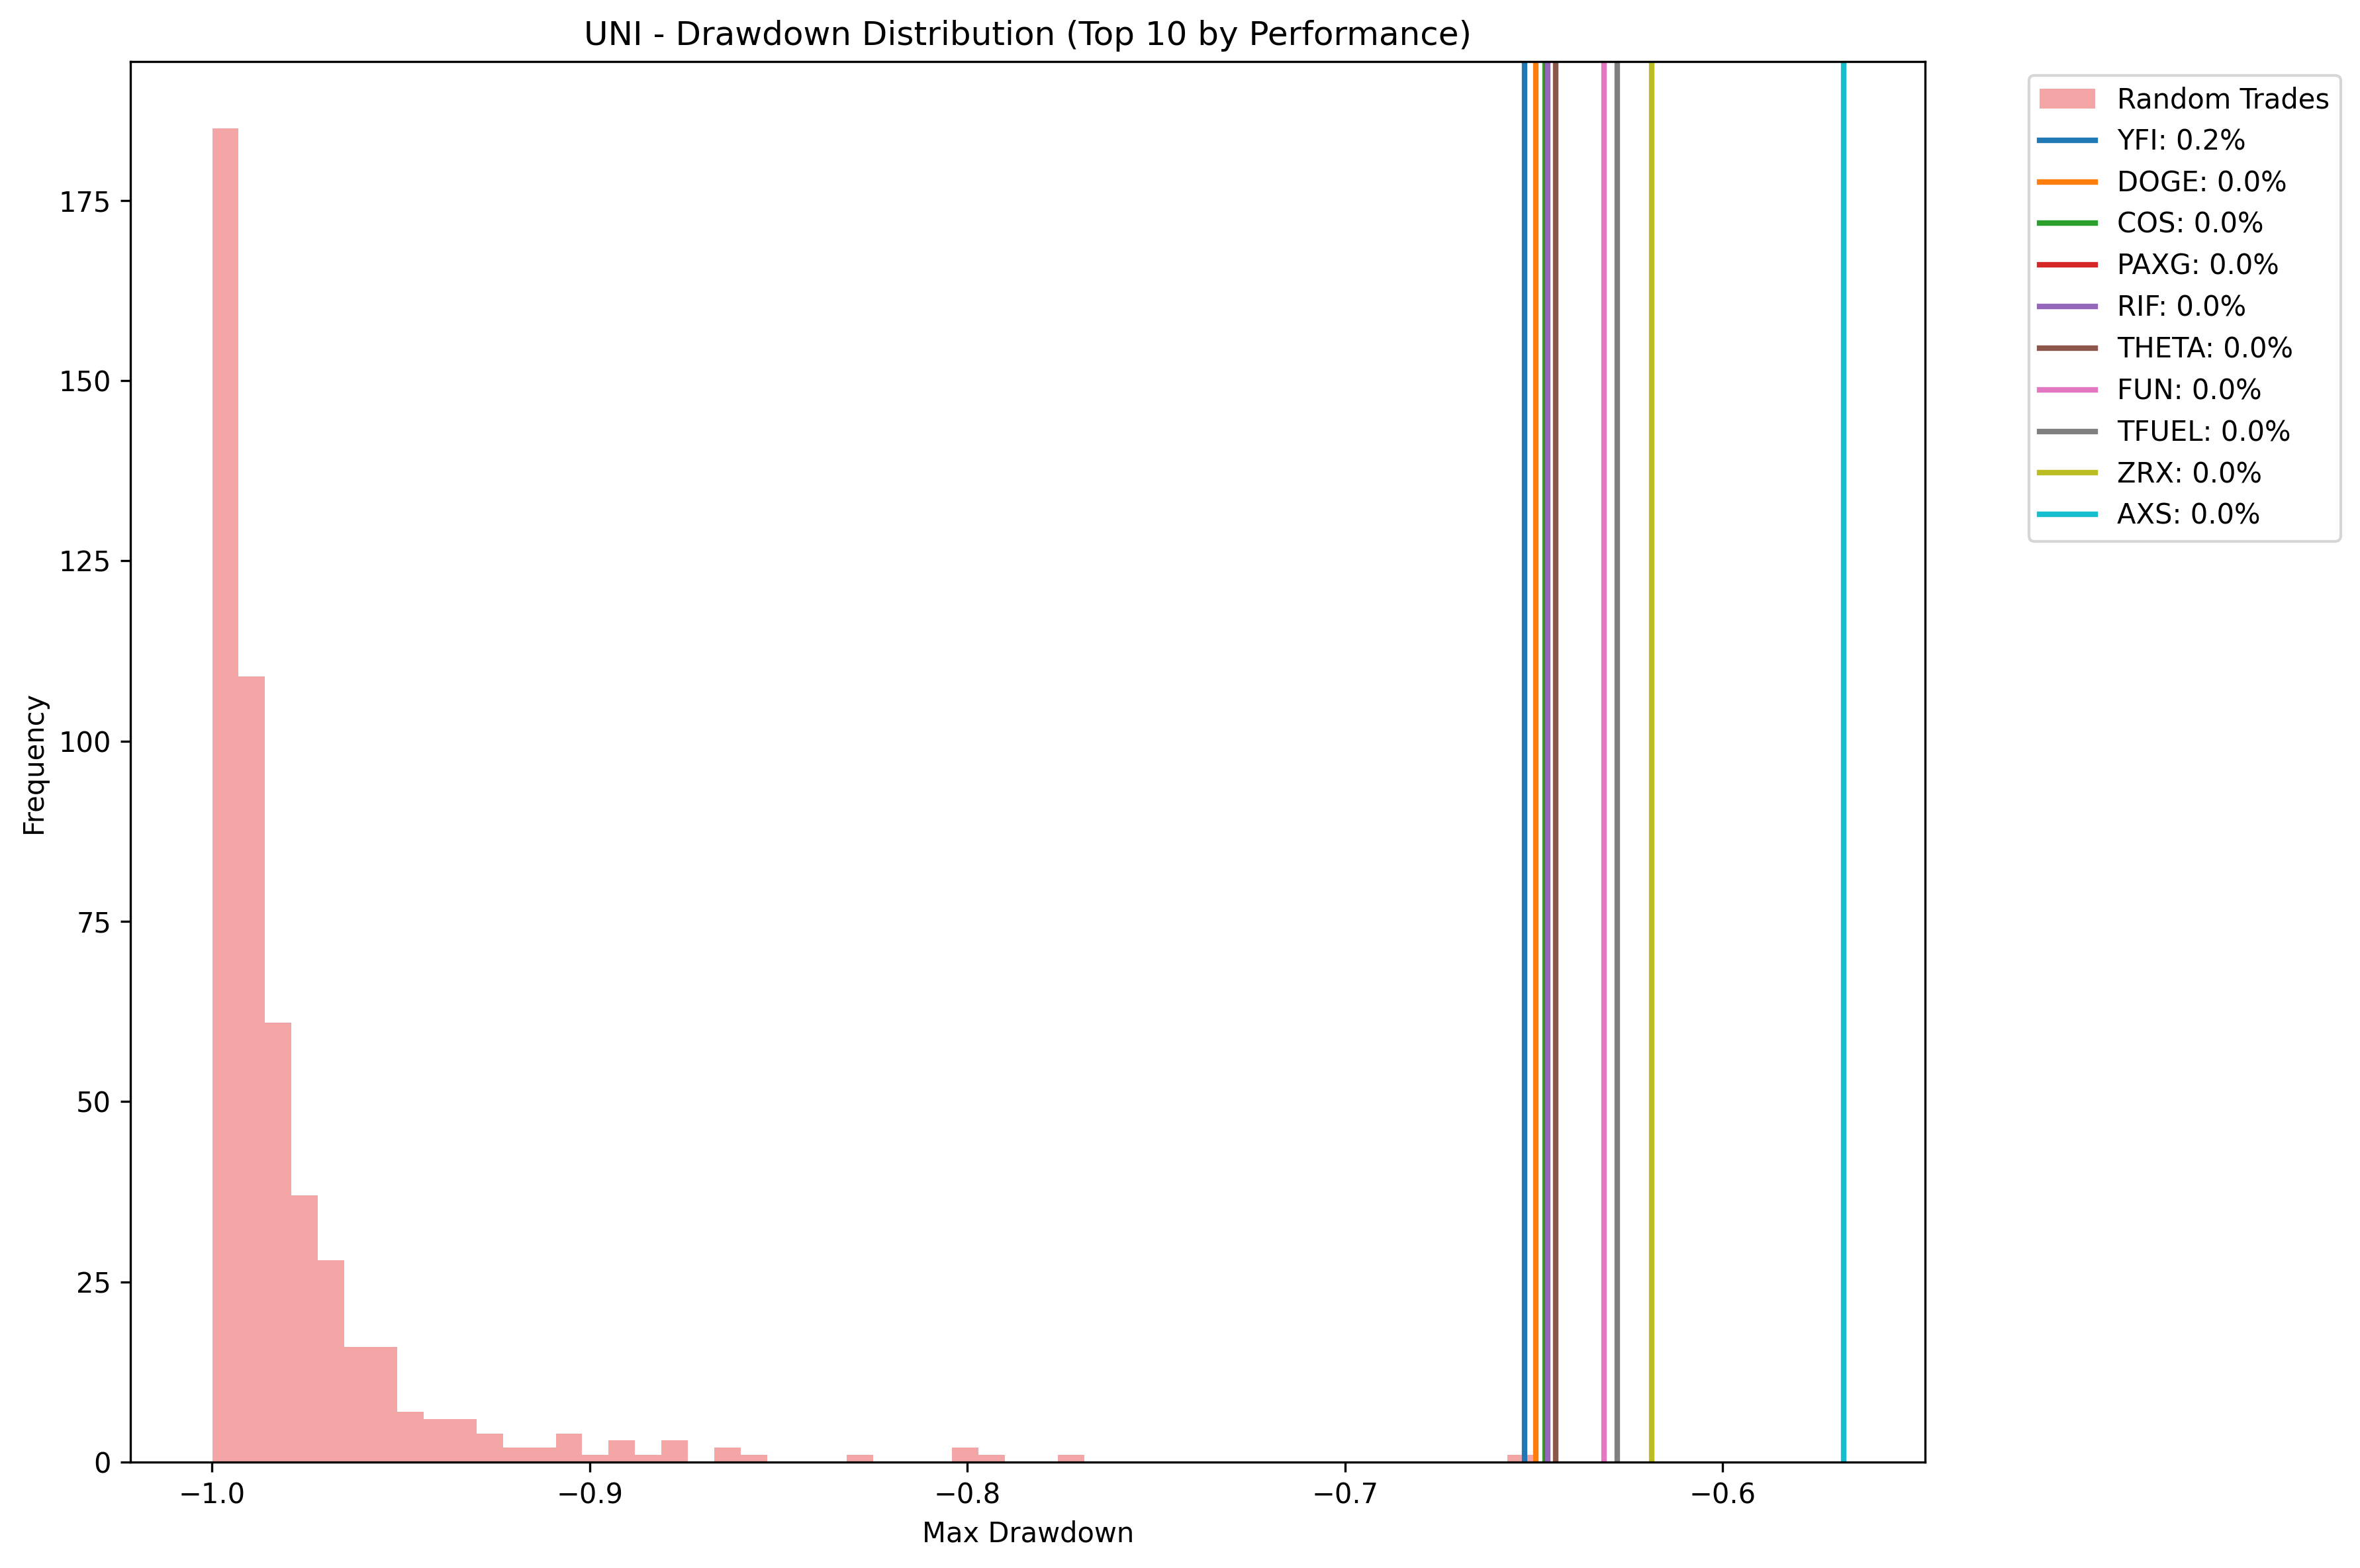 UNI - Drawdown Distribution (Top 10 by Performance)
Frequency
175
150
125
100
75
50
25
0
−1.0
−0.9
−0.8
−0.7
−0.6
Max Drawdown
Random Trades
YFI: 0.2%
DOGE: 0.0%
COS: 0.0%
PAXG: 0.0%
RIF: 0.0%
THETA: 0.0%
FUN: 0.0%
TFUEL: 0.0%
ZRX: 0.0%
AXS: 0.0%